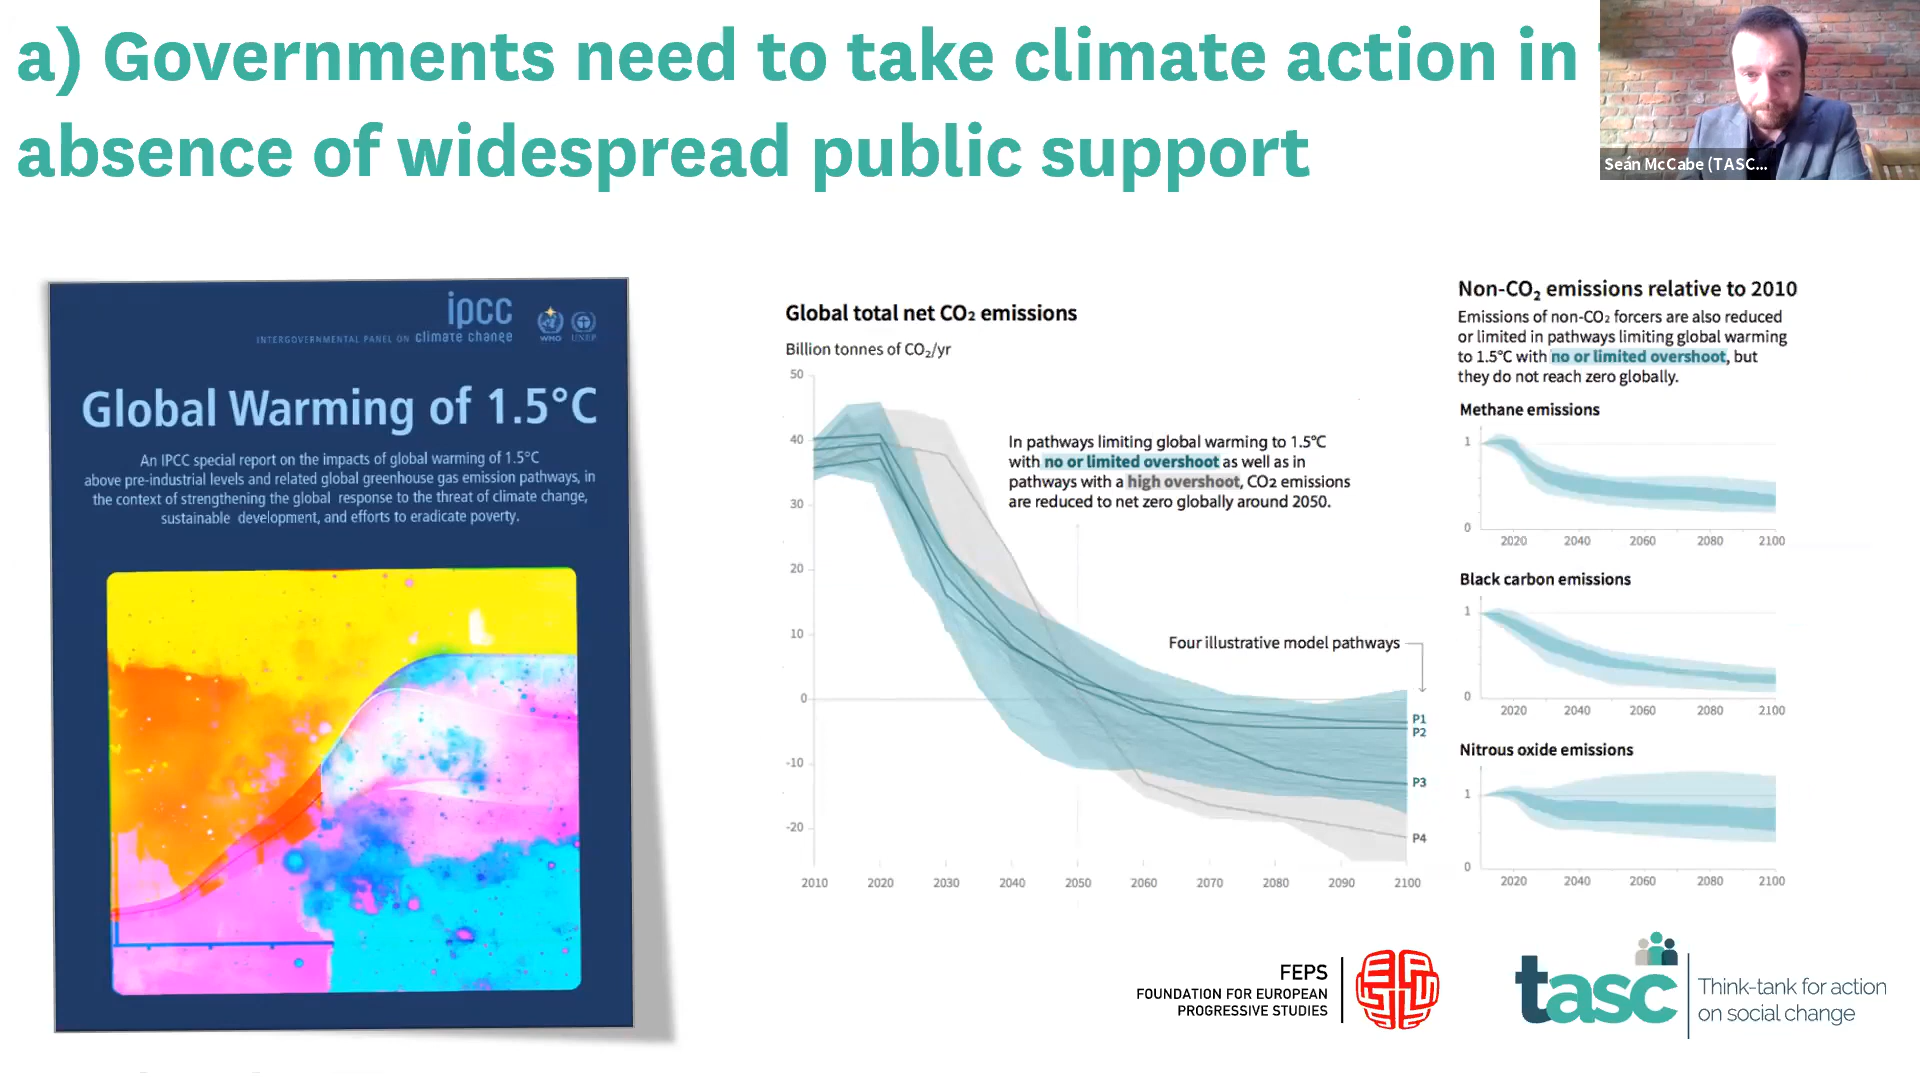 a) Governments need to take climate action in
absence of widespread public support
Seán McCabe (TASC...
ipcc
INTERGOVERNMENTAL PANEL ON climate change
WMO
UNEP
Global Warming of 1.5°C
An IPCC special report on the impacts of global warming of 1.5°C
above pre-industrial levels and related global greenhouse gas emission pathways, in
the context of strengthening the global response to the threat of climate change,
sustainable development, and efforts to eradicate poverty.
Global total net CO₂ emissions
Billion tonnes of CO₂/yr
50
40
30
20
10
0
-10
-20
2010 2020 2030 2040 2050 2060 2070 2080 2090 2100
In pathways limiting global warming to 1.5°C
with no or limited overshoot as well as in
pathways with a high overshoot, CO2 emissions
are reduced to net zero globally around 2050.
Four illustrative model pathways
P1
P2
P3
P4
Non-CO₂ emissions relative to 2010
Emissions of non-CO₂ forcers are also reduced
or limited in pathways limiting global warming
to 1.5°C with no or limited overshoot, but
they do not reach zero globally.
Methane emissions
1
0
2020 2040 2060 2080 2100
Black carbon emissions
1
0
2020 2040 2060 2080 2100
Nitrous oxide emissions
1
0
2020 2040 2060 2080 2100
FEPS
FOUNDATION FOR EUROPEAN
PROGRESSIVE STUDIES
tasc
Think-tank for action
on social change